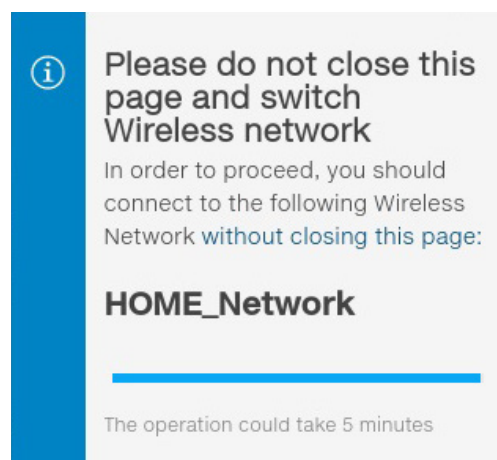 Please do not close this
page and switch
Wireless network
In order to proceed, you should
connect to the following Wireless
Network without closing this page:
HOME_Network
The operation could take 5 minutes